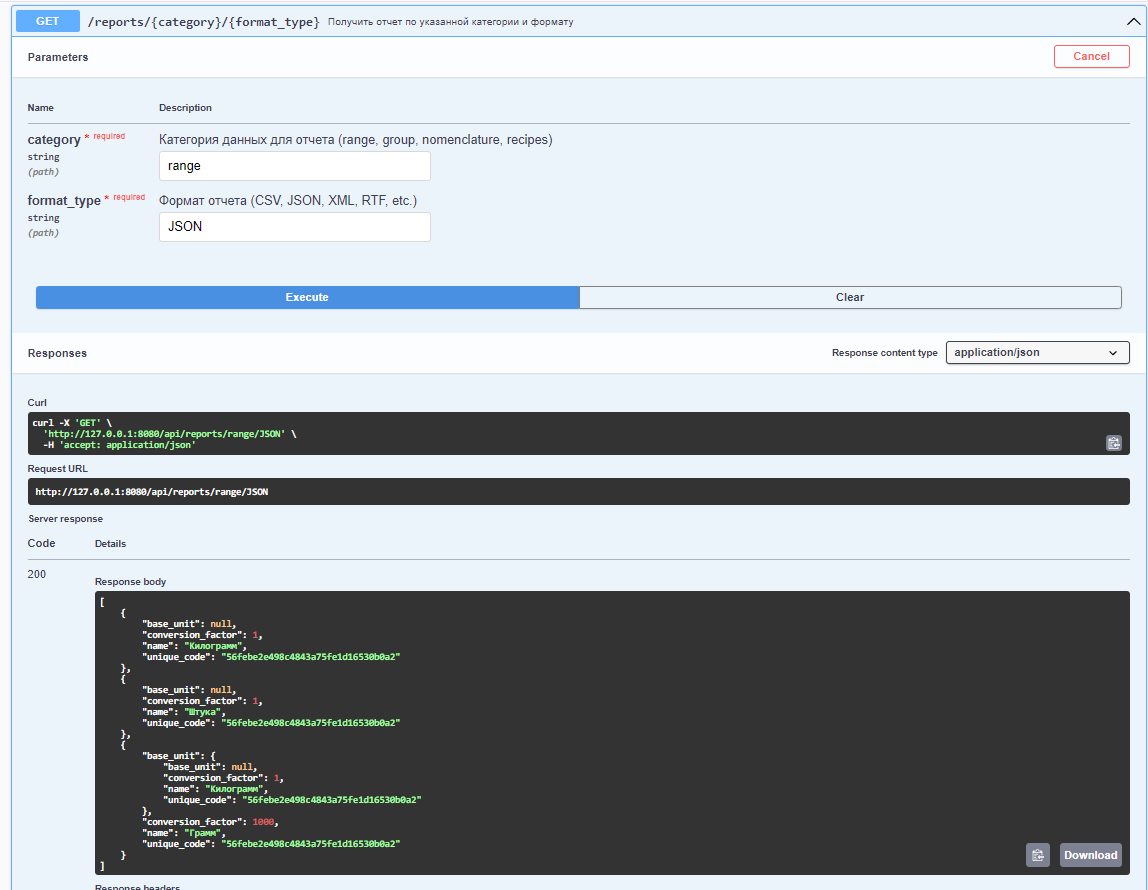 GET /reports/{category}/{format_type} Получить отчет по указанной категории и формату
Parameters
Cancel
Name Description
category * required Категория данных для отчета (range, group, nomenclature, recipes)
string
(path)
range
format_type * required Формат отчета (CSV, JSON, XML, RTF, etc.)
string
(path)
JSON
Execute Clear
Responses Response content type application/json
Curl
curl -X 'GET' \
'http://127.0.0.1:8080/api/reports/range/JSON' \
-H 'accept: application/json'
Request URL
http://127.0.0.1:8080/api/reports/range/JSON
Server response
Code Details
200
Response body
[
{
"base_unit": null,
"conversion_factor": 1,
"name": "Килограмм",
"unique_code": "56febe2e498c4843a75fe1d16530b0a2"
},
{
"base_unit": null,
"conversion_factor": 1,
"name": "Штука",
"unique_code": "56febe2e498c4843a75fe1d16530b0a2"
},
{
"base_unit": {
"base_unit": null,
"conversion_factor": 1,
"name": "Килограмм",
"unique_code": "56febe2e498c4843a75fe1d16530b0a2"
},
"conversion_factor": 1000,
"name": "Грамм",
"unique_code": "56febe2e498c4843a75fe1d16530b0a2"
}
]
Download
Response headers